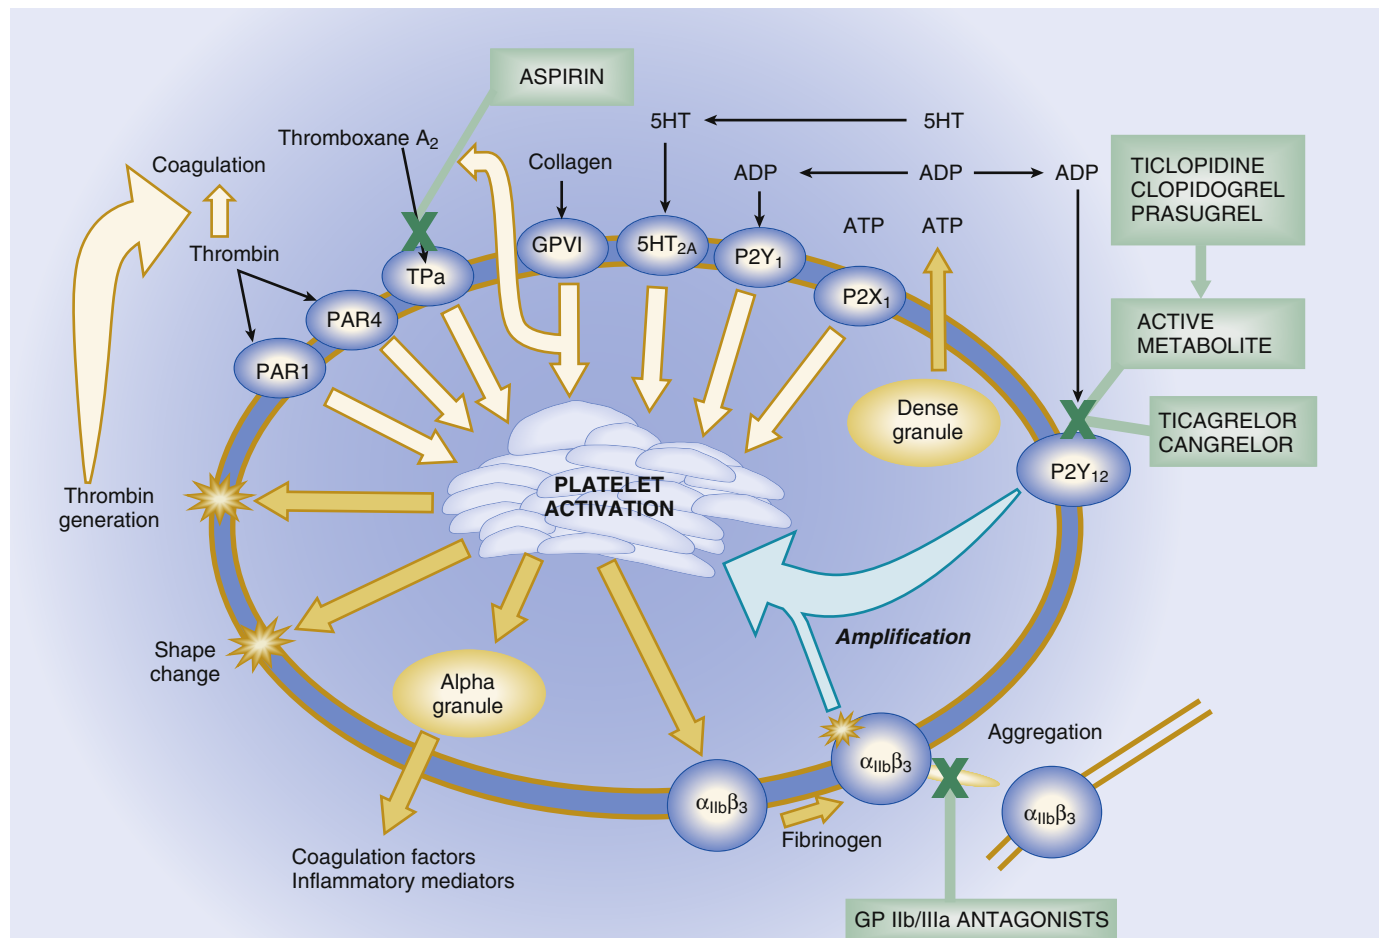 ASPIRIN
Thromboxane A₂
5HT
5HT
Coagulation
Collagen
ADP
ADP
ADP
TICLOPIDINE
CLOPIDOGREL
PRASUGREL
ATP
ATP
Thrombin
GPVI
5HT₂A
P2Y₁
TPa
P2X₁
PAR4
PAR1
ACTIVE
METABOLITE
Dense
granule
TICAGRELOR
CANGRELOR
X
X
P2Y₁₂
Thrombin
generation
PLATELET
ACTIVATION
Amplification
Shape
change
Alpha
granule
Aggregation
αIIbβ₃
αIIbβ₃
αIIbβ₃
X
Fibrinogen
Coagulation factors
Inflammatory mediators
GP IIb/IIIa ANTAGONISTS